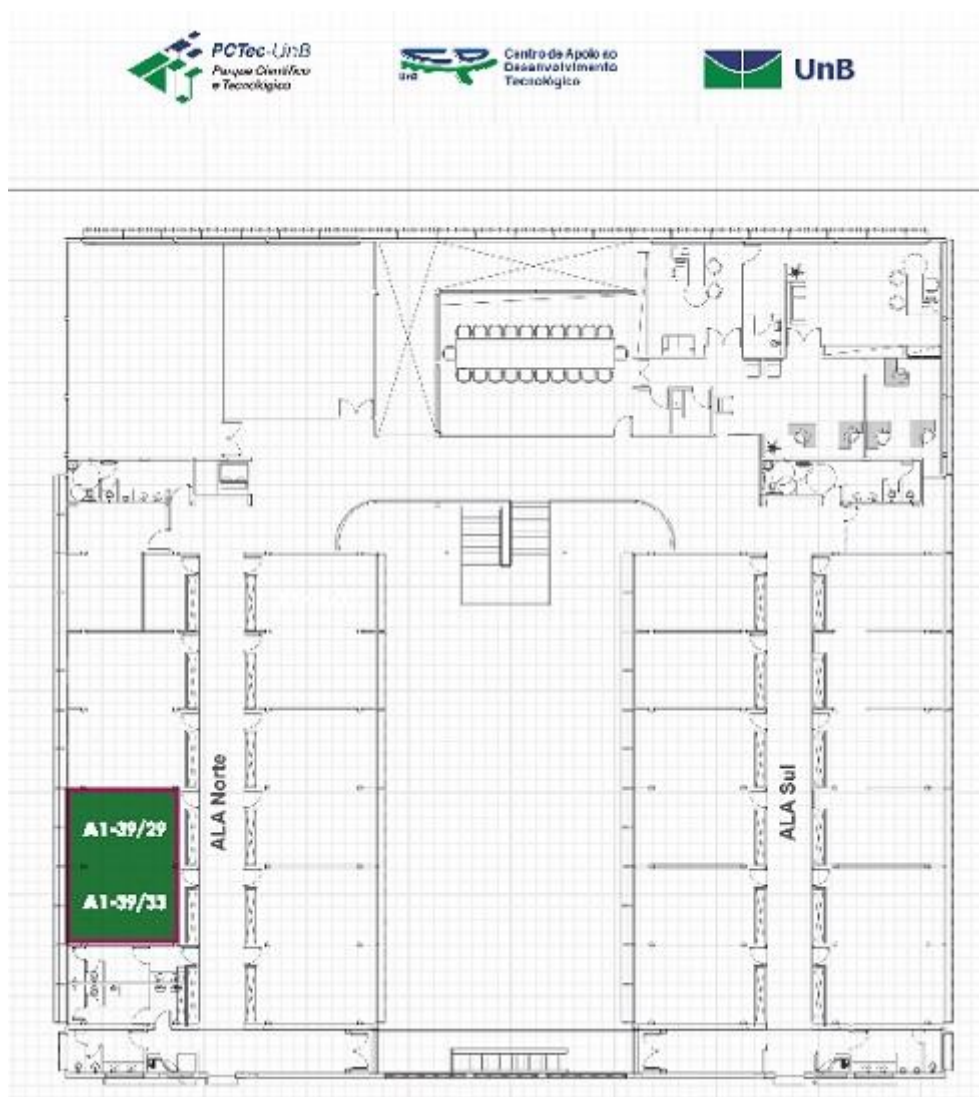 PCTec-UnB
Parque Científico
e Tecnológico
UnB
Centro de Apoio ao
Desenvolvimento
Tecnológico
UnB
ALA Norte
ALA Sul
A1-39/29
A1-39/33